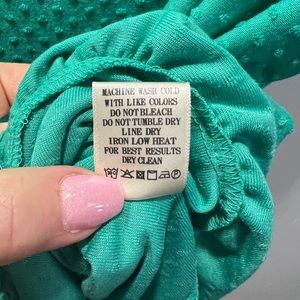 MACHINE WASH COLD
WITH LIKE COLORS
DO NOT BLEACH
DO NOT TUMBLE DRY
LINE DRY
IRON LOW HEAT
FOR BEST RESULTS
DRY CLEAN